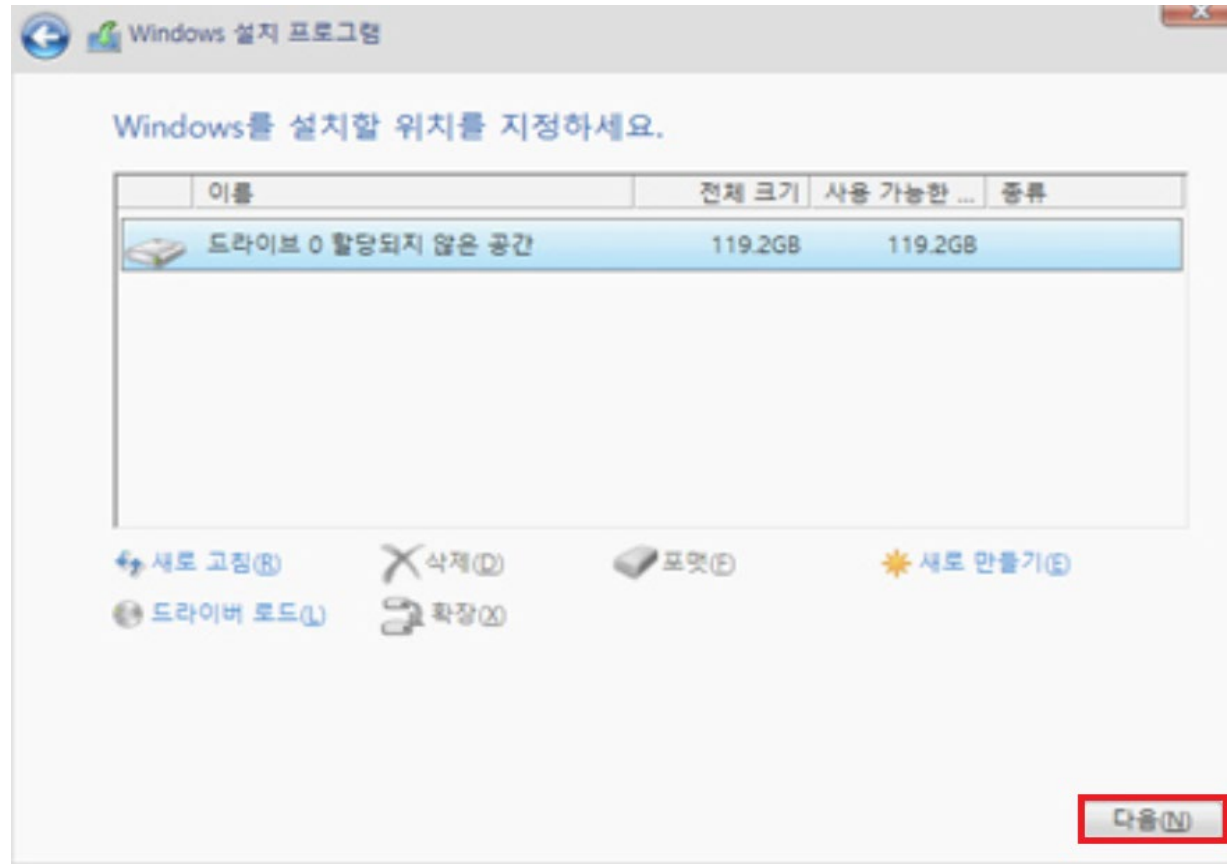 Windows 설치 프로그램
Windows를 설치할 위치를 지정하세요.
이름 전체 크기 사용 가능한 ... 종류
드라이브 0 할당되지 않은 공간 119.2GB 119.2GB
새로 고침(R) 삭제(D) 포맷(F) 새로 만들기(E)
드라이버 로드(L) 확장(X)
다음(N)